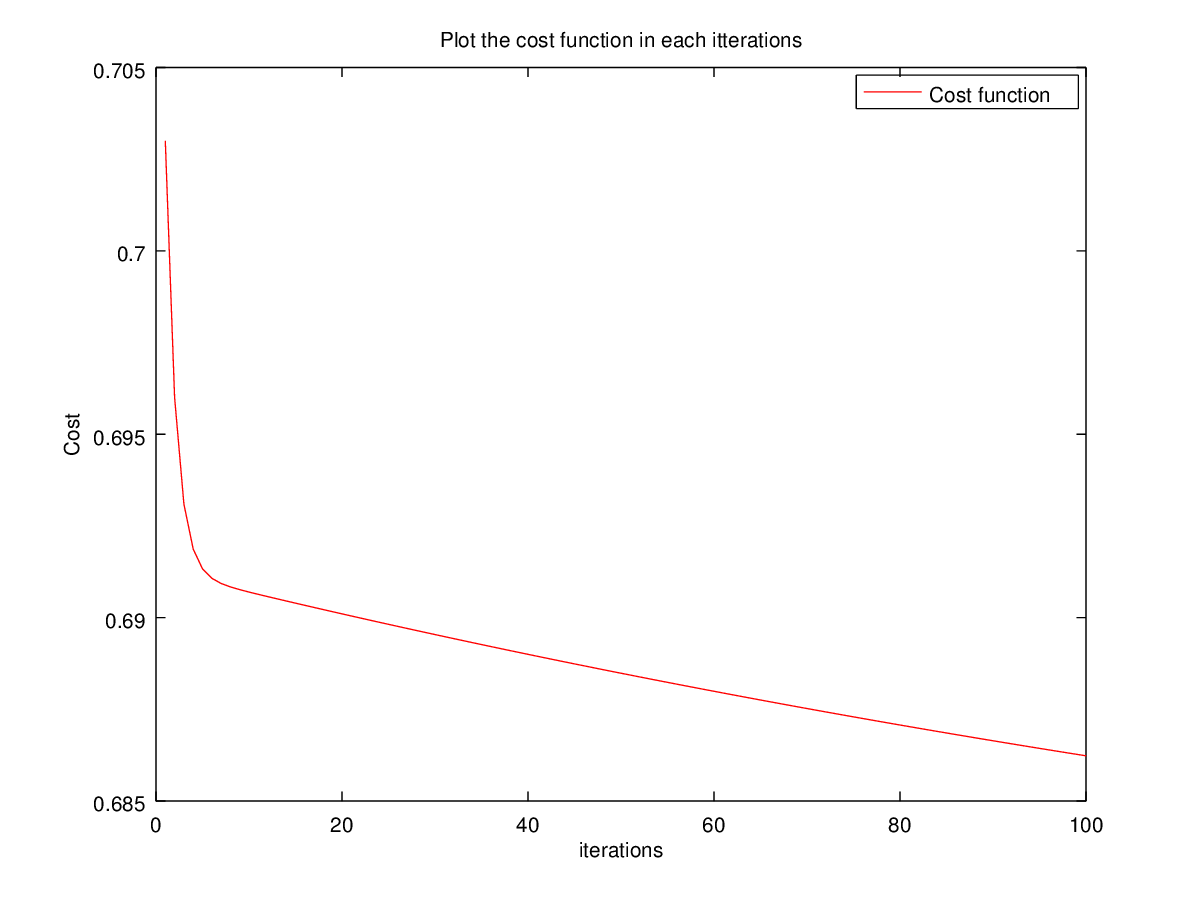 Plot the cost function in each itterations
0.705
Cost function
0.7
0.695
Cost
0.69
0.685
0 20 40 60 80 100
iterations